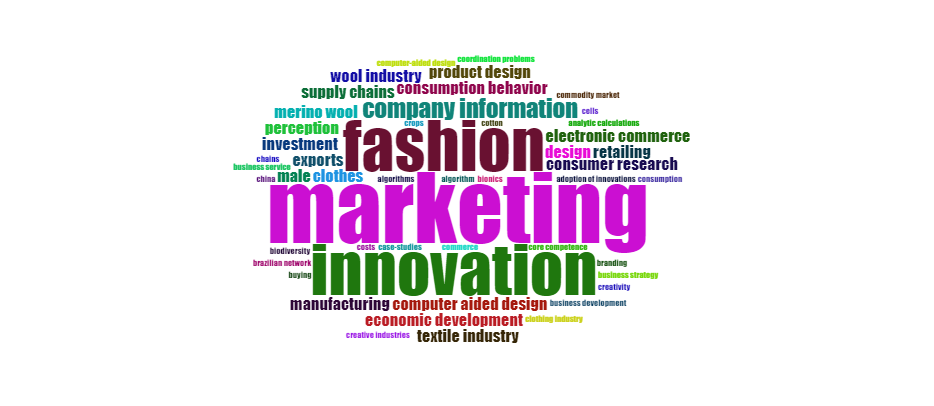 computer-aided design coordination problems
wool industry product design
supply chains consumption behavior
commodity market
merino wool company information cells
perception crops cotton analytic calculations
investment fashion electronic commerce
chains exports design retailing
business service consumer research
china male clothes algorithms algorithm bionics adoption of innovations consumption
marketing
biodiversity costs case-studies commerce core competence
brazilian network innovation branding
buying business strategy
creativity
manufacturing computer aided design business development
economic development clothing industry
creative industries textile industry